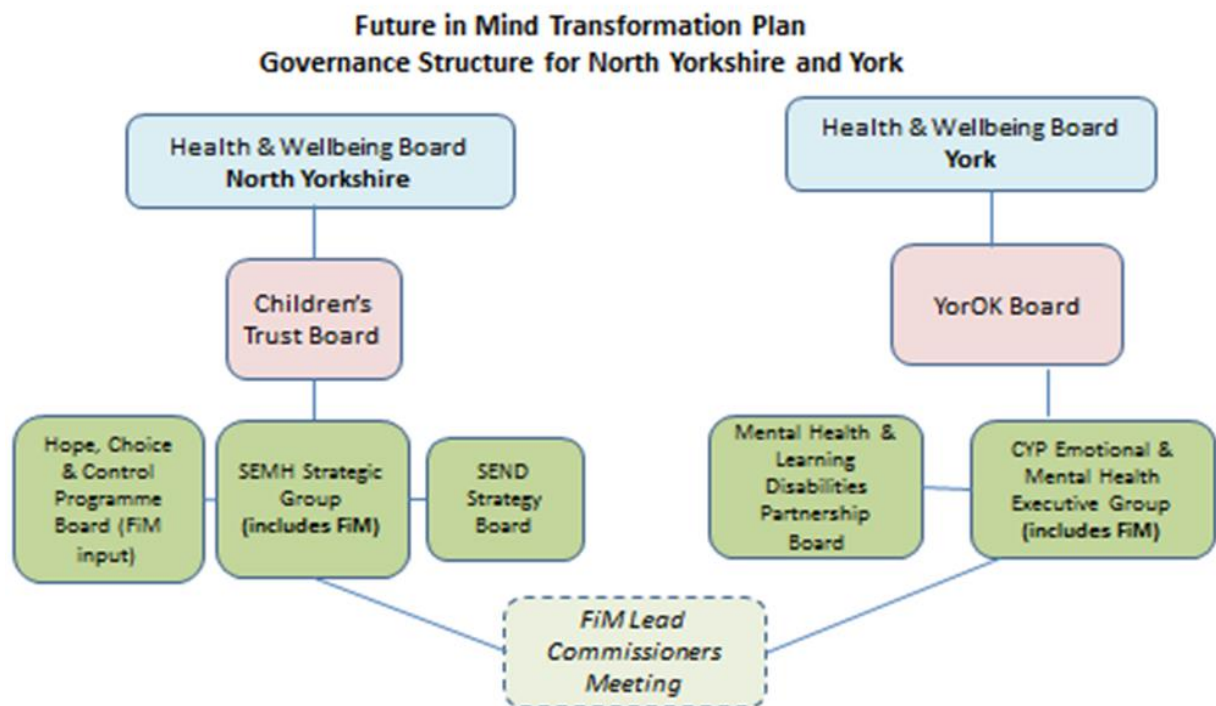 Future in Mind Transformation Plan
Governance Structure for North Yorkshire and York
Health & Wellbeing Board
North Yorkshire
Health & Wellbeing Board
York
Children's
Trust Board
YorOK Board
Hope, Choice
& Control
Programme
Board (FiM
input)
SEMH Strategic
Group
(includes FiM)
SEND
Strategy
Board
Mental Health &
Learning
Disabilities
Partnership
Board
CYP Emotional &
Mental Health
Executive Group
(includes FiM)
FiM Lead
Commissioners
Meeting